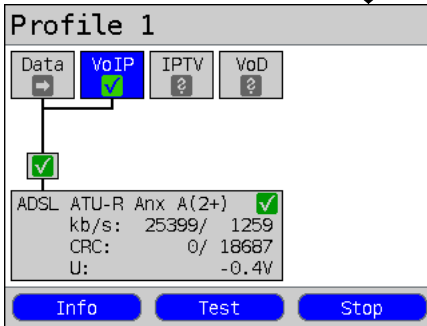 Profile 1
Data VoIP IPTV VoD
? ?
ADSL ATU-R Anx A(2+)
kb/s: 25399/ 1259
CRC: 0/ 18687
U: -0.4V
Info Test Stop